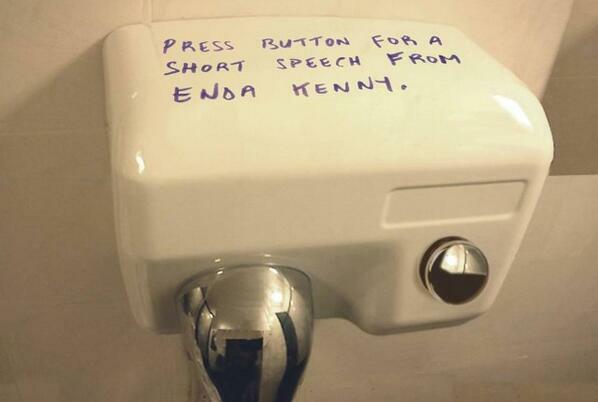 PRESS BUTTON FOR A
SHORT SPEECH FROM
ENDA KENNY.